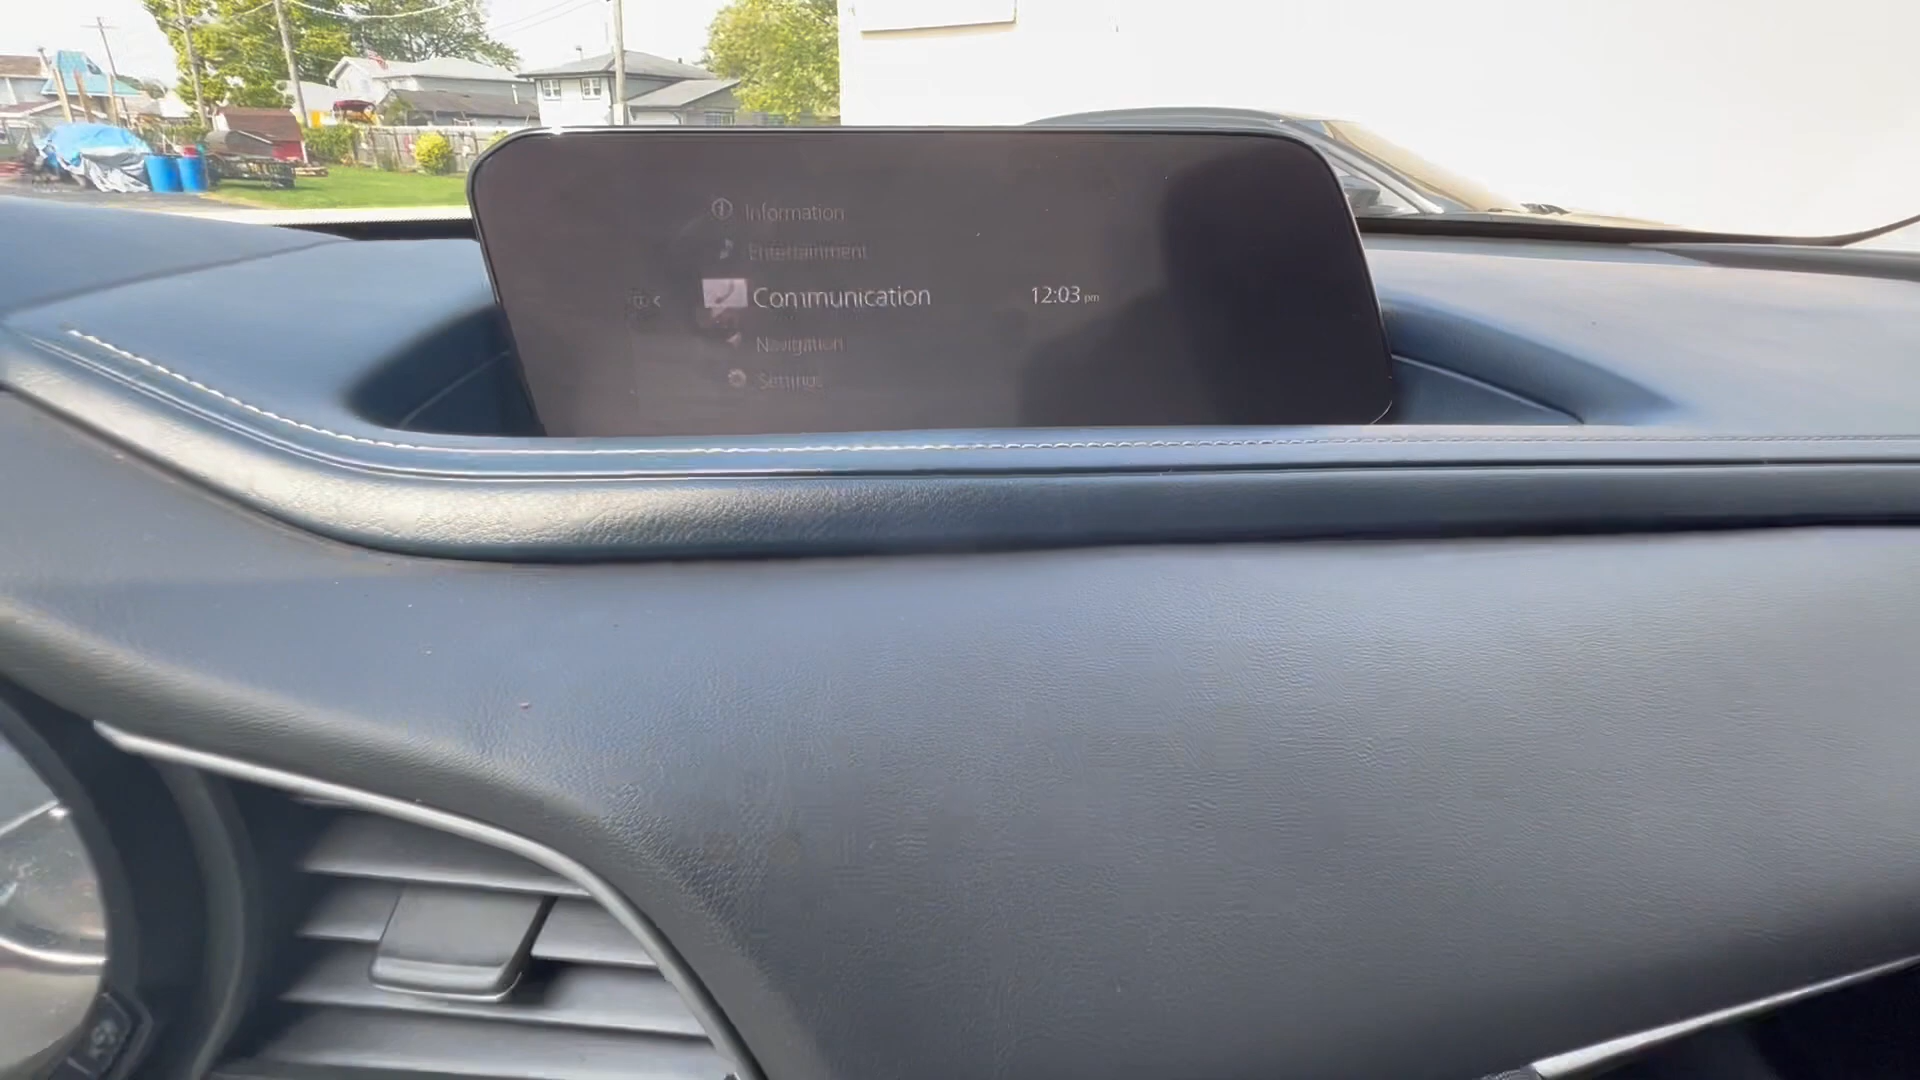 Information
Entertainment
Communication
12:03 pm
Navigation
Settings